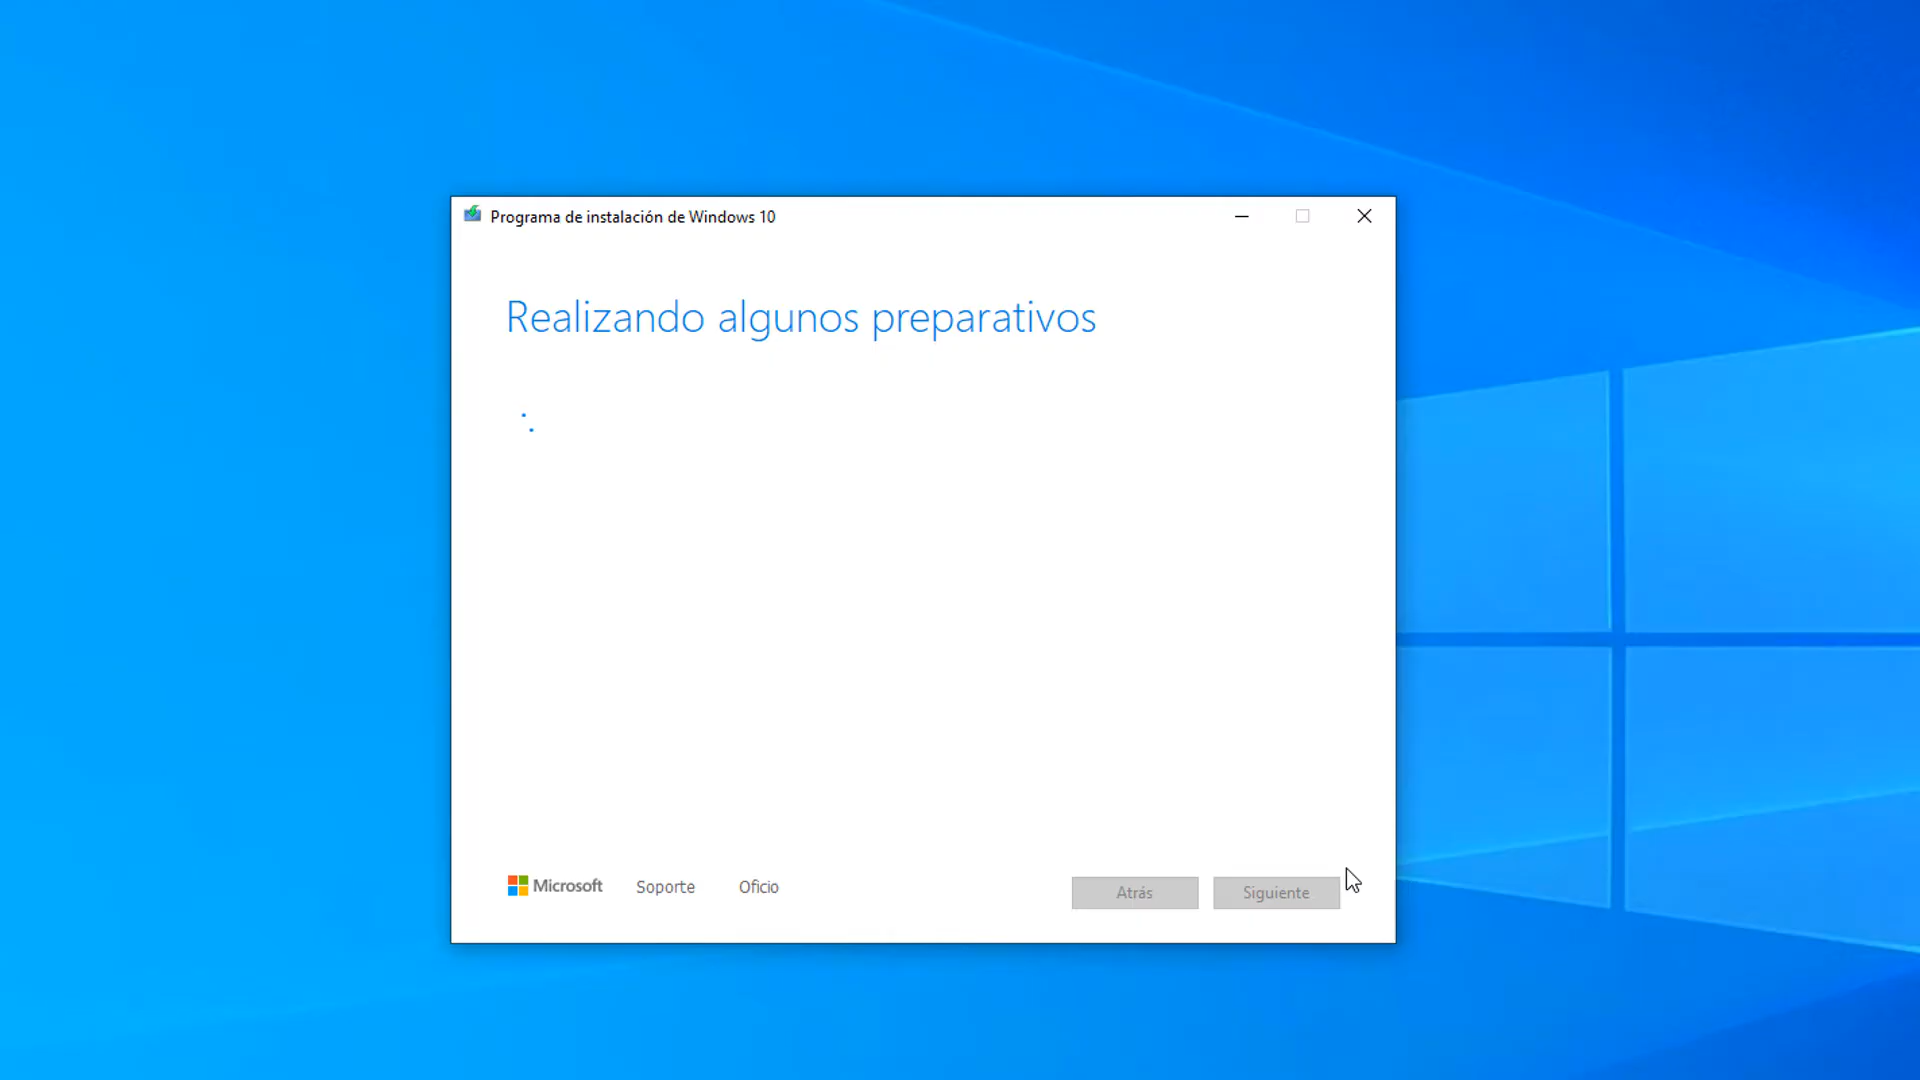 Programa de instalación de Windows 10
Realizando algunos preparativos
Microsoft Soporte Oficio Atrás Siguiente